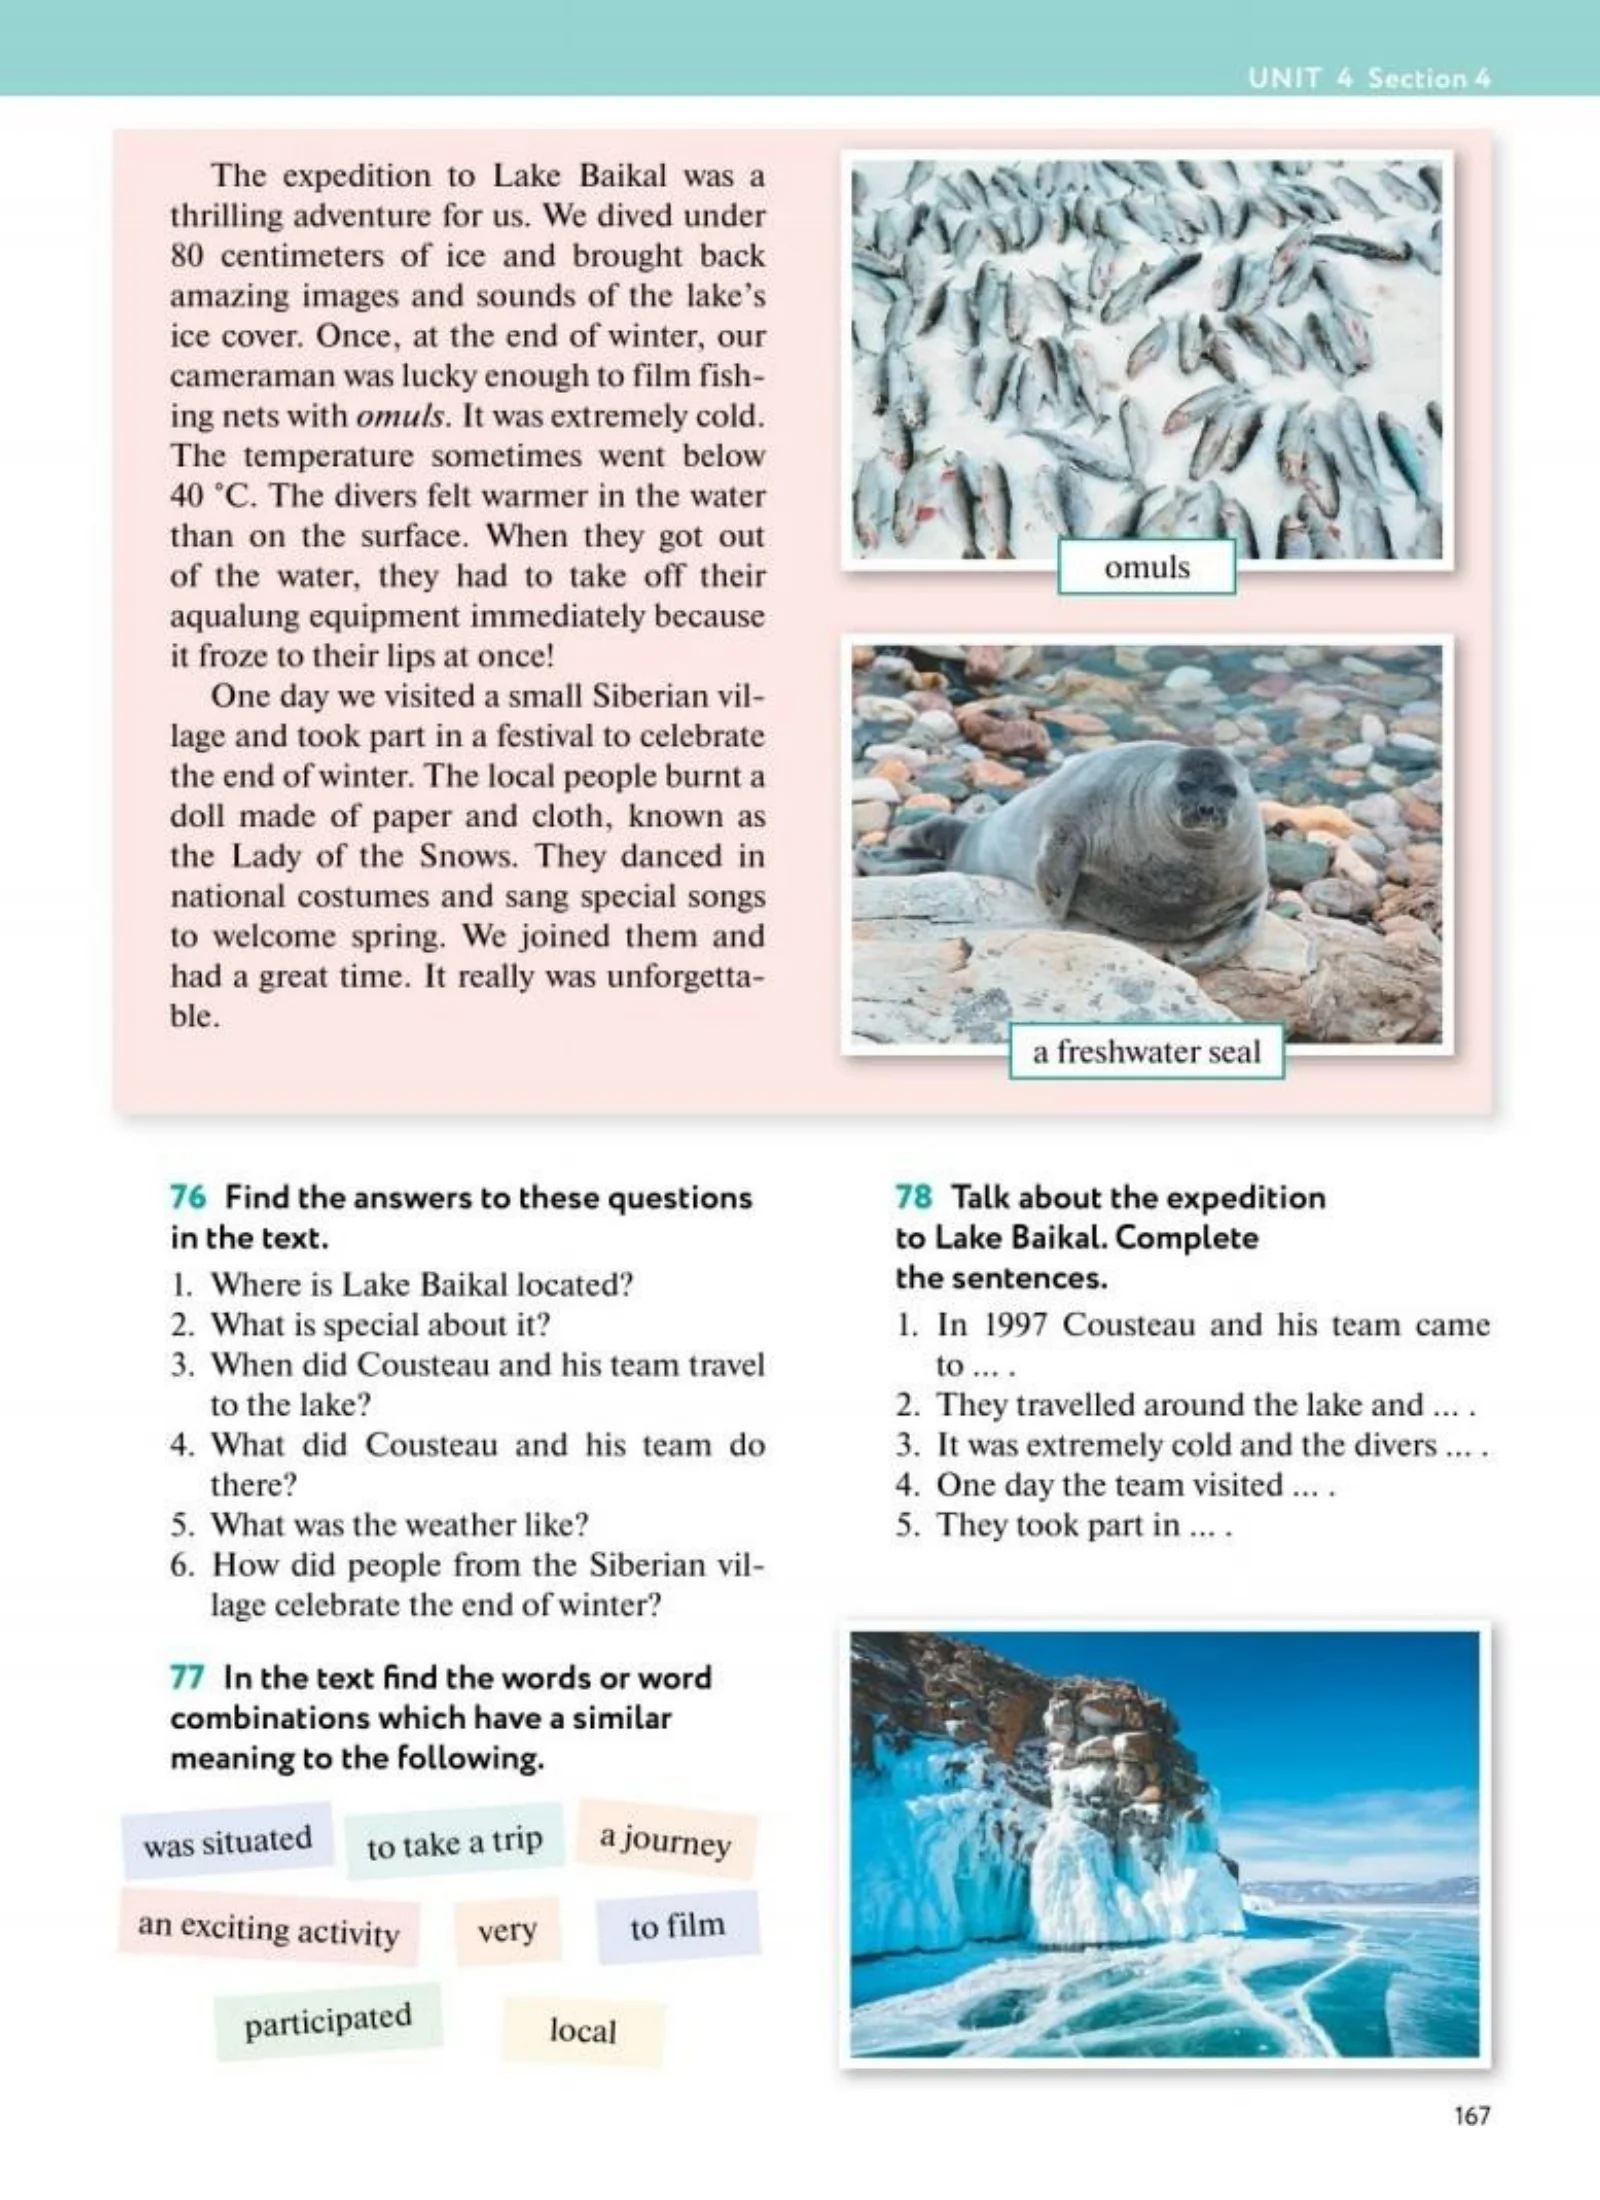 UNIT 4 Section 4
The expedition to Lake Baikal was a
thrilling adventure for us. We dived under
80 centimeters of ice and brought back
amazing images and sounds of the lake's
ice cover. Once, at the end of winter, our
cameraman was lucky enough to film fish-
ing nets with omuls. It was extremely cold.
The temperature sometimes went below
40 °C. The divers felt warmer in the water
than on the surface. When they got out
of the water, they had to take off their
aqualung equipment immediately because
it froze to their lips at once!
One day we visited a small Siberian vil-
lage and took part in a festival to celebrate
the end of winter. The local people burnt a
doll made of paper and cloth, known as
the Lady of the Snows. They danced in
national costumes and sang special songs
to welcome spring. We joined them and
had a great time. It really was unforgetta-
ble.
omuls
a freshwater seal
76 Find the answers to these questions
in the text.
1. Where is Lake Baikal located?
2. What is special about it?
3. When did Cousteau and his team travel
to the lake?
4. What did Cousteau and his team do
there?
5. What was the weather like?
6. How did people from the Siberian vil-
lage celebrate the end of winter?
77 In the text find the words or word
combinations which have a similar
meaning to the following.
was situated
to take a trip
a journey
an exciting activity
very
to film
participated
local
78 Talk about the expedition
to Lake Baikal. Complete
the sentences.
1. In 1997 Cousteau and his team came
to ... .
2. They travelled around the lake and ... .
3. It was extremely cold and the divers ... .
4. One day the team visited ... .
5. They took part in ... .
167